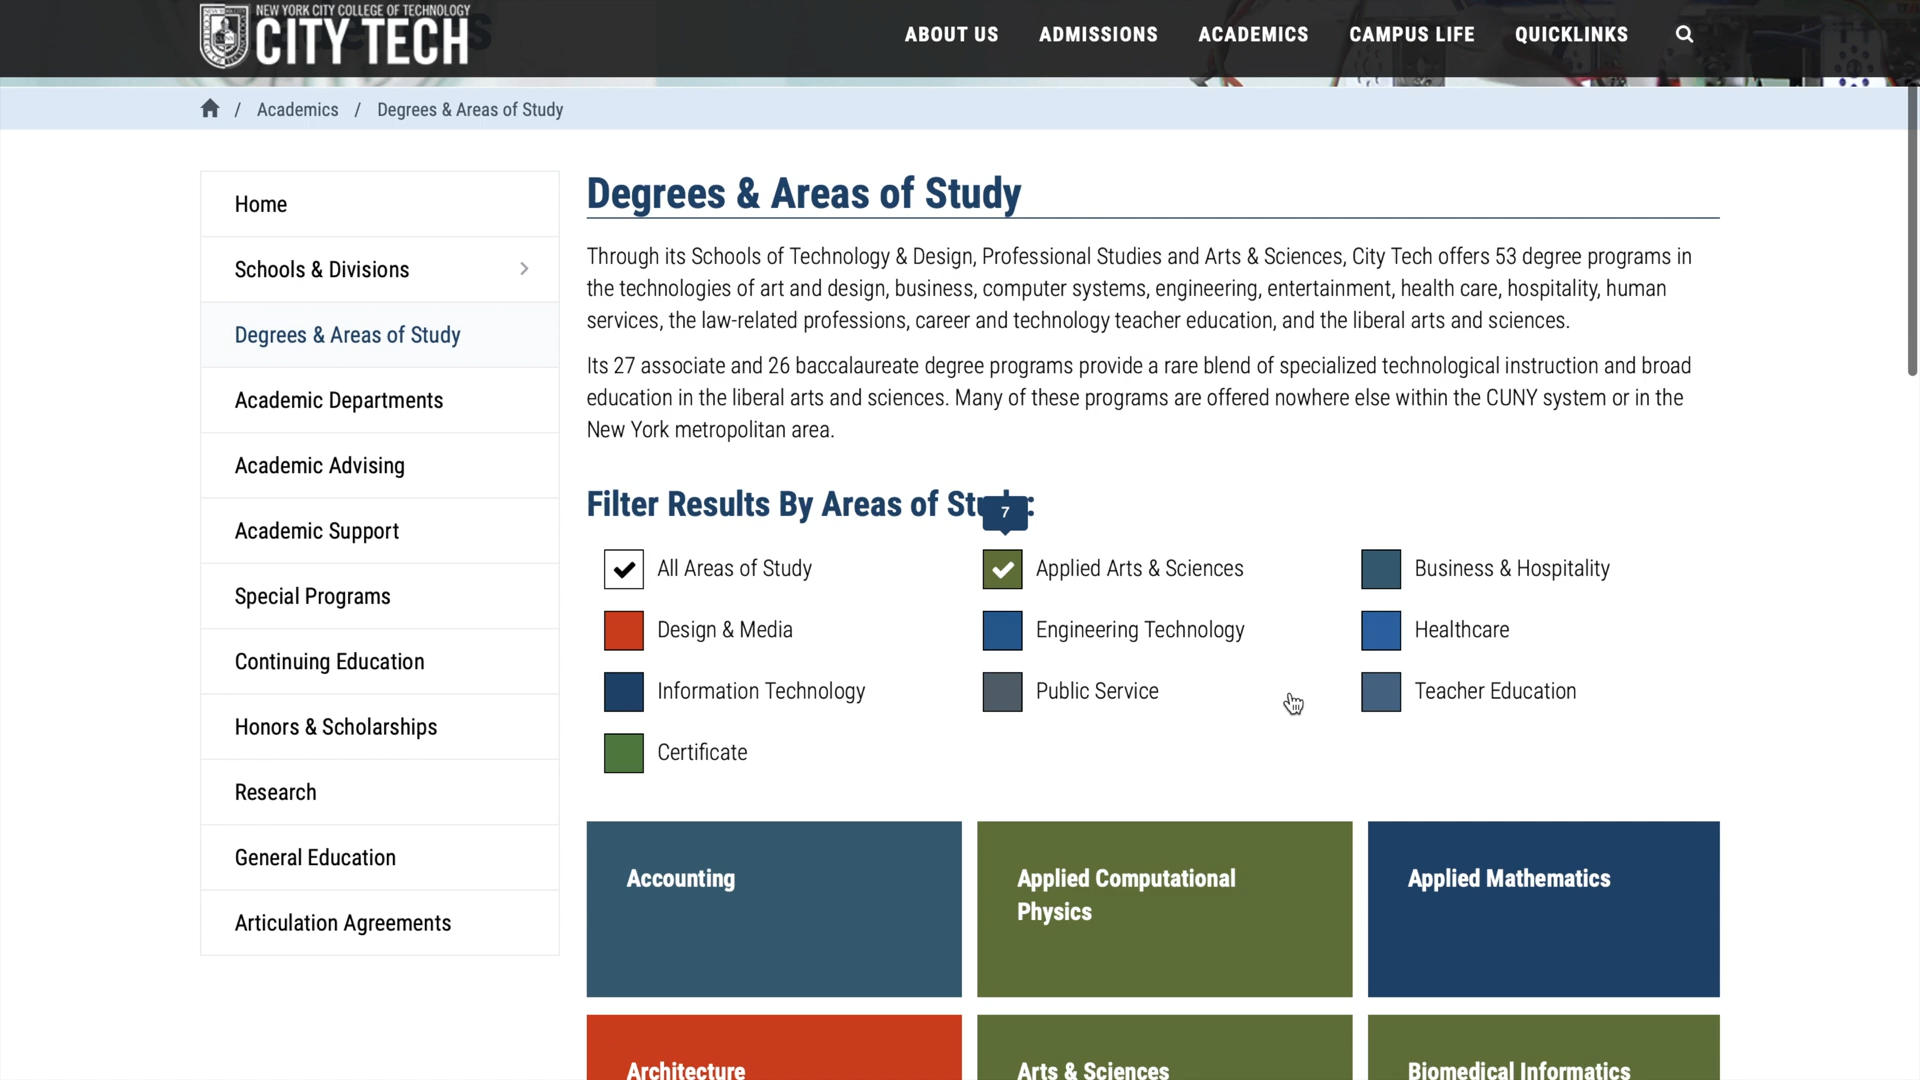 NEW YORK CITY COLLEGE OF TECHNOLOGY
CITY TECH
ABOUT US
ADMISSIONS
ACADEMICS
CAMPUS LIFE
QUICKLINKS
/ Academics / Degrees & Areas of Study
Home
Schools & Divisions
Degrees & Areas of Study
Academic Departments
Academic Advising
Academic Support
Special Programs
Continuing Education
Honors & Scholarships
Research
General Education
Articulation Agreements
Degrees & Areas of Study
Through its Schools of Technology & Design, Professional Studies and Arts & Sciences, City Tech offers 53 degree programs in
the technologies of art and design, business, computer systems, engineering, entertainment, health care, hospitality, human
services, the law-related professions, career and technology teacher education, and the liberal arts and sciences.
Its 27 associate and 26 baccalaureate degree programs provide a rare blend of specialized technological instruction and broad
education in the liberal arts and sciences. Many of these programs are offered nowhere else within the CUNY system or in the
New York metropolitan area.
Filter Results By Areas of
7
All Areas of Study
Applied Arts & Sciences
Business & Hospitality
Design & Media
Engineering Technology
Healthcare
Information Technology
Public Service
Teacher Education
Certificate
Accounting
Applied Computational
Physics
Applied Mathematics
Architecture
Arts & Sciences
Biomedical Informatics